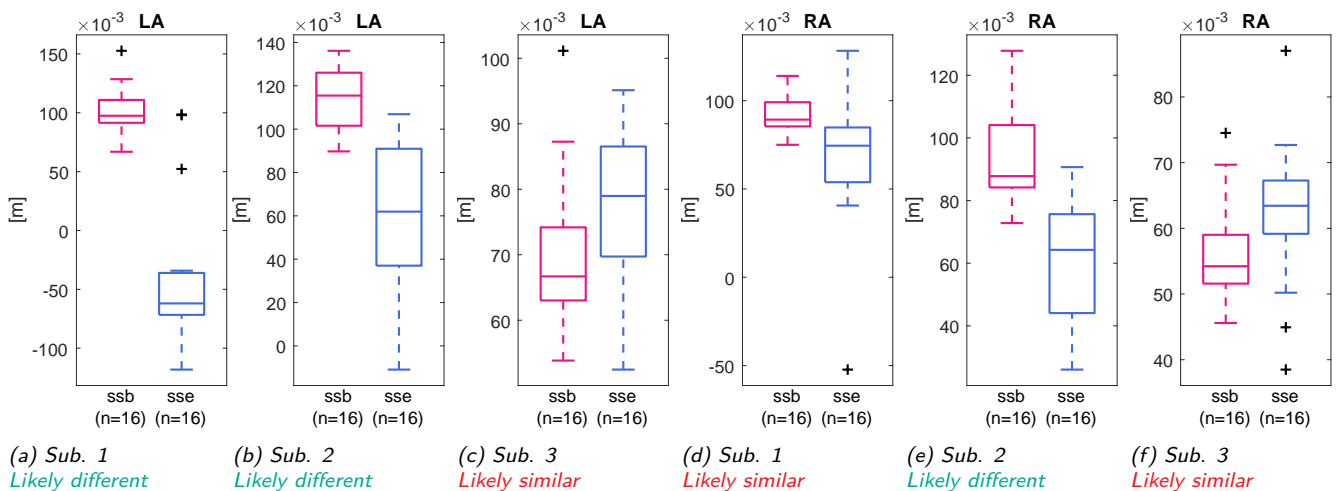 ×10⁻³ LA
150
100
50
0
-50
-100
[m]
ssb sse
(n=16) (n=16)
(a) Sub. 1
Likely different
×10⁻³ LA
140
120
100
80
60
40
20
0
[m]
ssb sse
(n=16) (n=16)
(b) Sub. 2
Likely different
×10⁻³ LA
100
90
80
70
60
[m]
ssb sse
(n=16) (n=16)
(c) Sub. 3
Likely similar
×10⁻³ RA
100
50
0
-50
[m]
ssb sse
(n=16) (n=16)
(d) Sub. 1
Likely similar
×10⁻³ RA
120
100
80
60
40
[m]
ssb sse
(n=16) (n=16)
(e) Sub. 2
Likely different
×10⁻³ RA
80
70
60
50
40
[m]
ssb sse
(n=16) (n=16)
(f) Sub. 3
Likely similar